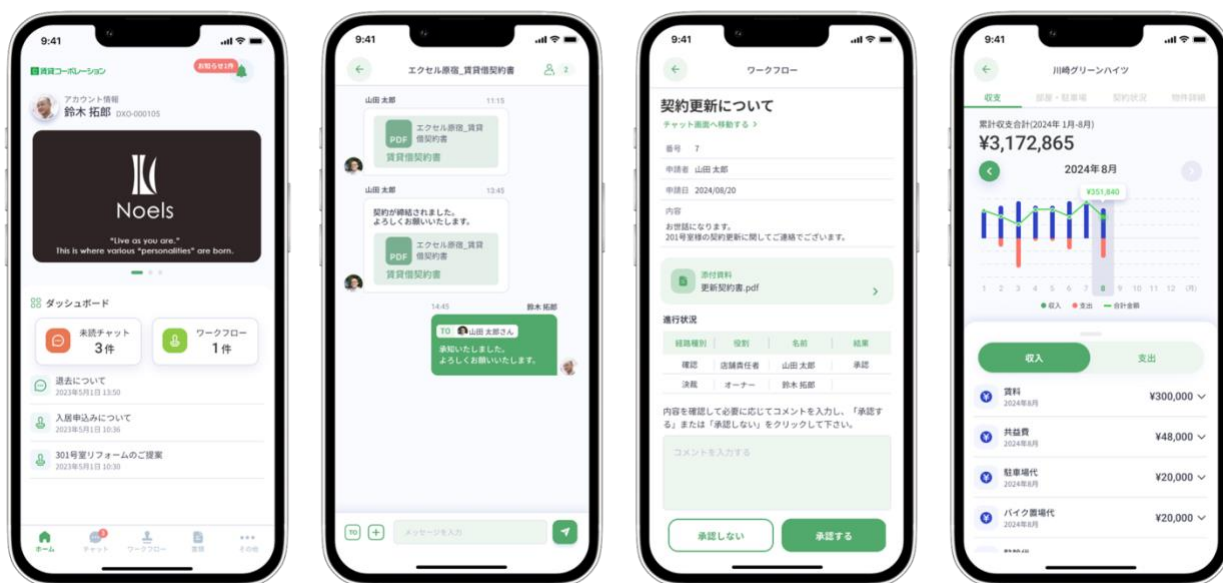 9:41
賃貸コーポレーション
お知らせ1件
アカウント情報
鈴木 拓郎 DXO-000105
Noels
"Live as you are."
This is where various "personalities" are born.
ダッシュボード
未読チャット
3件
ワークフロー
1件
退去について
2023年5月1日 13:50
入居申込みについて
2023年5月1日 10:36
301号室リフォームのご提案
2023年5月1日 10:30
ホーム
チャット
ワークフロー
書類
その他
9:41
エクセル原宿_賃貸借契約書
2
山田 太郎 11:15
PDF
エクセル原宿_賃貸
借契約書
賃貸借契約書
山田 太郎 13:45
契約が締結されました。
よろしくお願いいたします。
PDF
エクセル原宿_賃貸
借契約書
賃貸借契約書
14:45 鈴木 拓郎
TO 山田 太郎さん
承知いたしました。
よろしくお願いいたします。
TO
メッセージを入力
9:41
ワークフロー
契約更新について
チャット画面へ移動する
番号 7
申請者 山田 太郎
申請日 2024/08/20
内容
お世話になります。
201号室様の契約更新に関してご連絡でございます。
添付資料
更新契約書.pdf
進行状況
経路種別 役割 名前 結果
確認 店舗責任者 山田 太郎 承認
決裁 オーナー 鈴木 拓郎
内容を確認して必要に応じてコメントを入力し、「承認す
る」または「承認しない」をクリックして下さい。
コメントを入力する
承認しない
承認する
9:41
川崎グリーンハイツ
収支 部屋・駐車場 契約状況 物件詳細
累計収支合計(2024年 1月-8月)
¥3,172,865
2024年8月
¥351,840
1 2 3 4 5 6 7 8 9 10 11 12 (月)
収入 支出 合計金額
収入
支出
賃料
2024年8月
¥300,000
共益費
2024年8月
¥48,000
駐車場代
2024年8月
¥20,000
バイク置場代
2024年8月
¥20,000